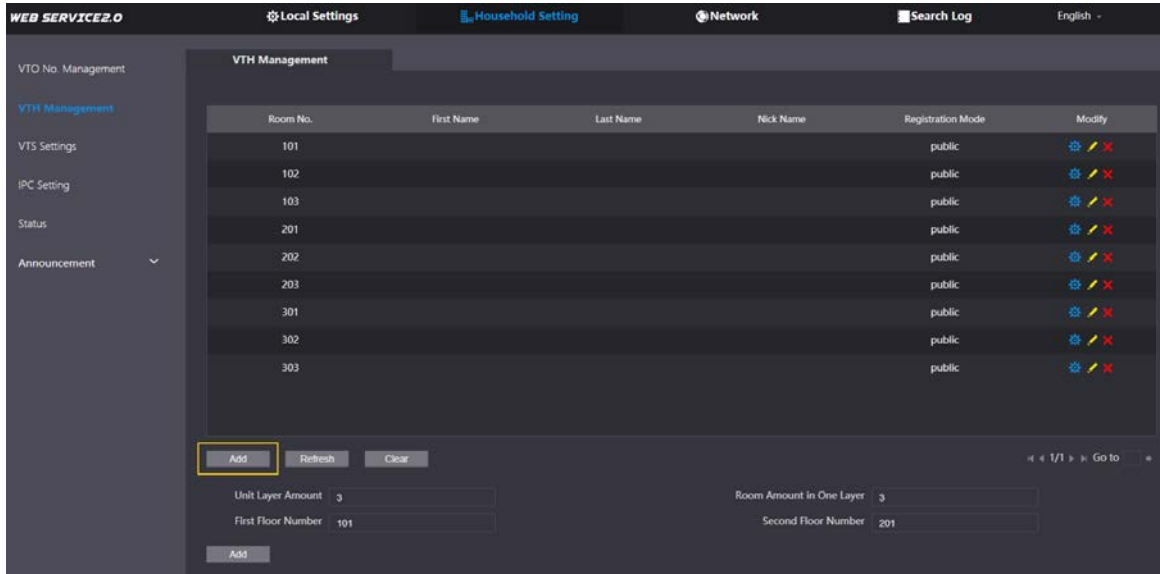 WEB SERVICE2.0 Local Settings Household Setting Network Search Log English
VTO No. Management
VTH Management
VTS Settings
IPC Setting
Status
Announcement
VTH Management
Room No. First Name Last Name Nick Name Registration Mode Modify
101 public
102 public
103 public
201 public
202 public
203 public
301 public
302 public
303 public
Add Refresh Clear 1/1 Go to
Unit Layer Amount 3 Room Amount in One Layer 3
First Floor Number 101 Second Floor Number 201
Add